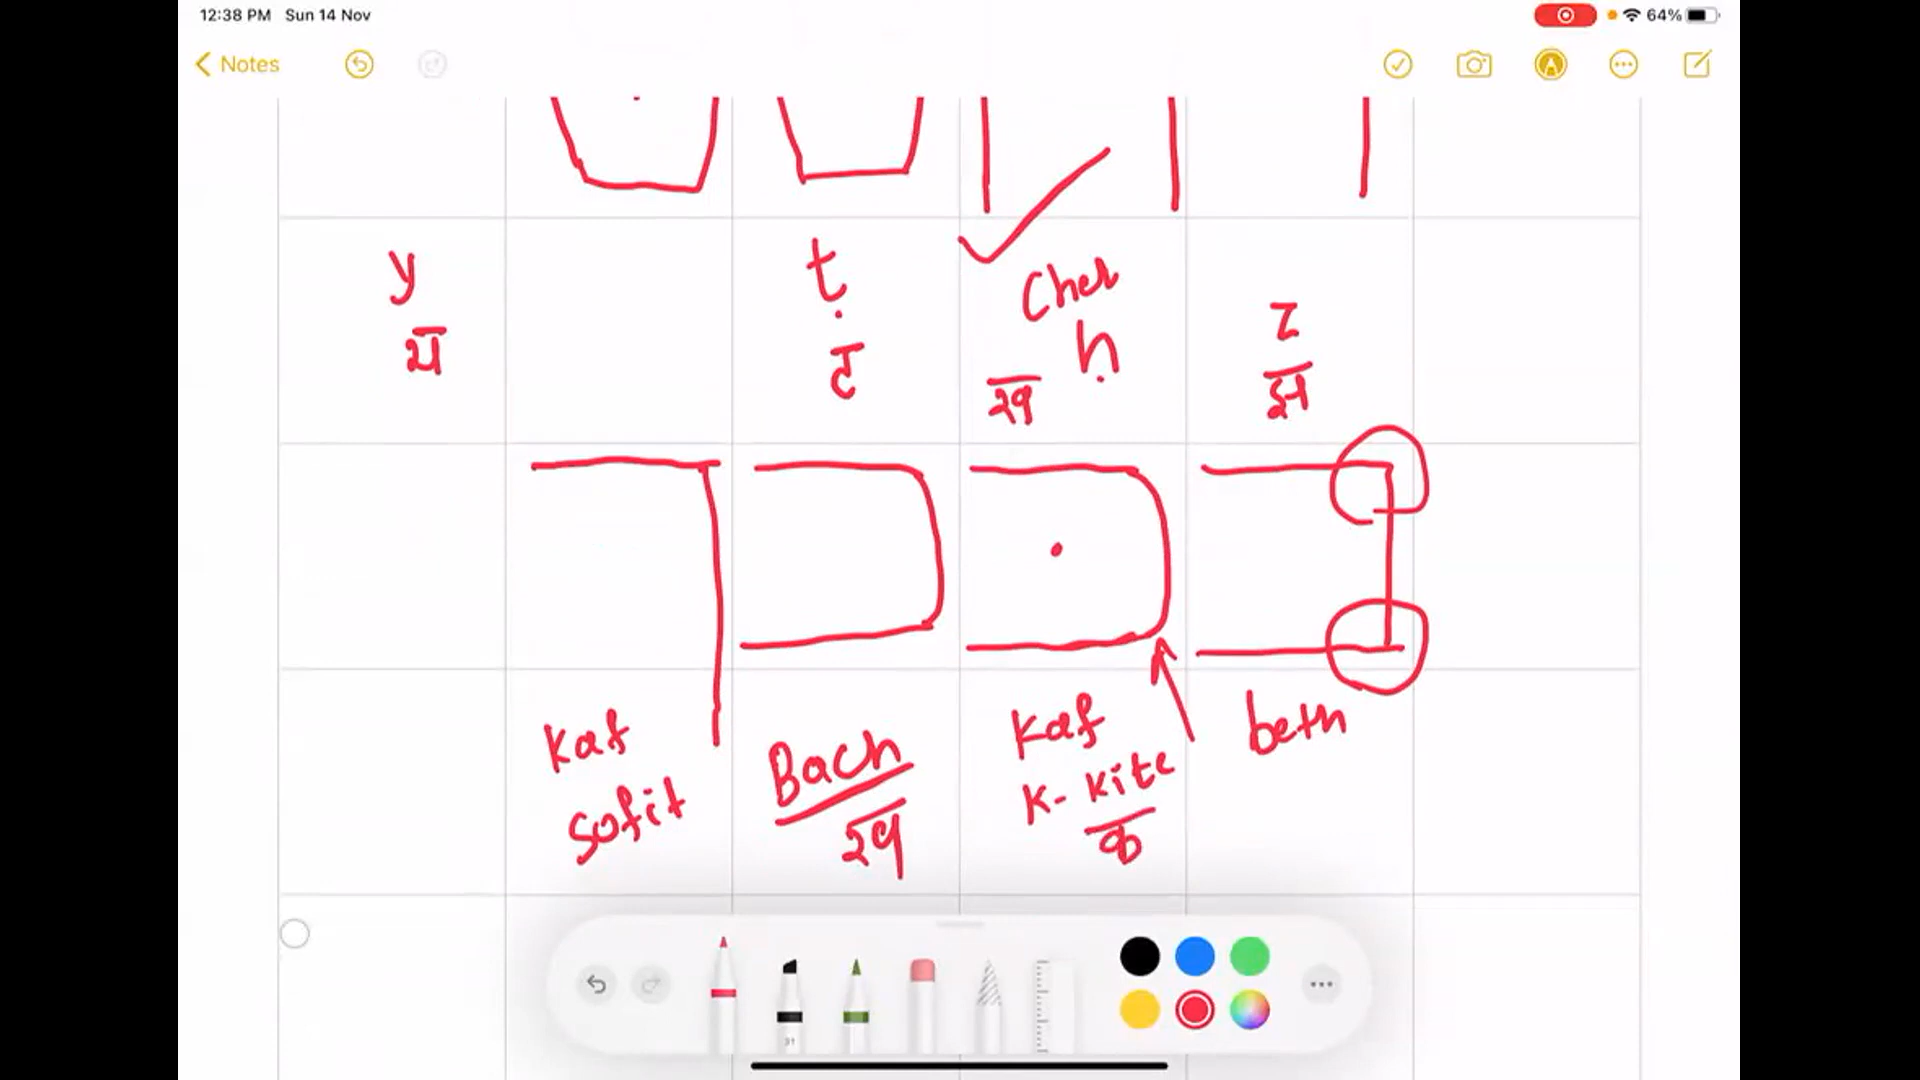 12:38 PM Sun 14 Nov
64%
Notes
y
य
ṭ
ट
Chet
ḥ
ख
z
ज़
Kaf
Sofit
Bach
ख
Kaf
K- Kite
क
beth